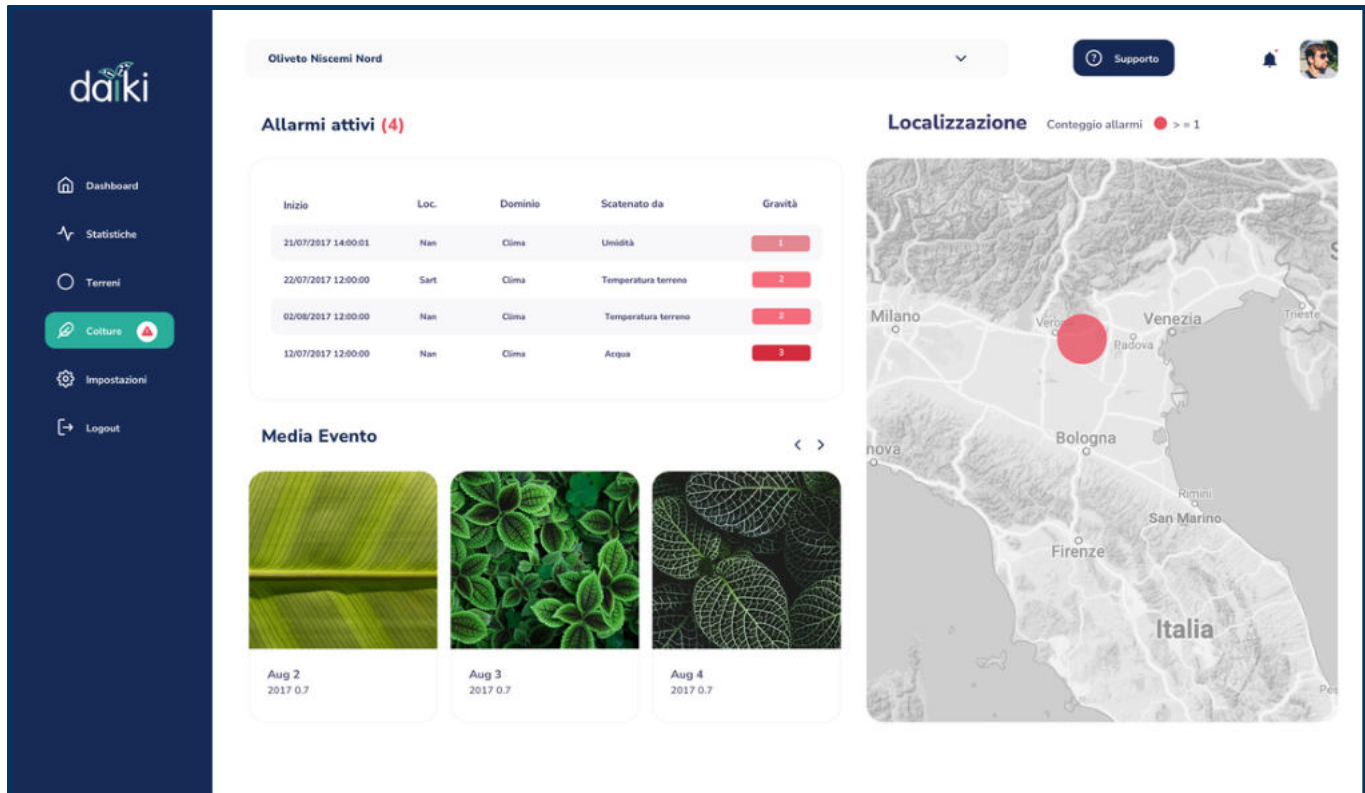 daiki
Dashboard
Statistiche
Terreni
Colture
Impostazioni
Logout
Oliveto Niscemi Nord
Supporto
Allarmi attivi (4)
Inizio Loc. Dominio Scatenato da Gravità
21/07/2017 14:00:01 Nan Clima Umidità 1
22/07/2017 12:00:00 Sart Clima Temperatura terreno 2
02/08/2017 12:00:00 Nan Clima Temperatura terreno 2
12/07/2017 12:00:00 Nan Clima Acqua 3
Media Evento
Aug 2
2017 0.7
Aug 3
2017 0.7
Aug 4
2017 0.7
Localizzazione Conteggio allarmi > = 1
Milano
Venezia
Trieste
Padova
Bologna
nova
Rimini
San Marino
Firenze
Italia